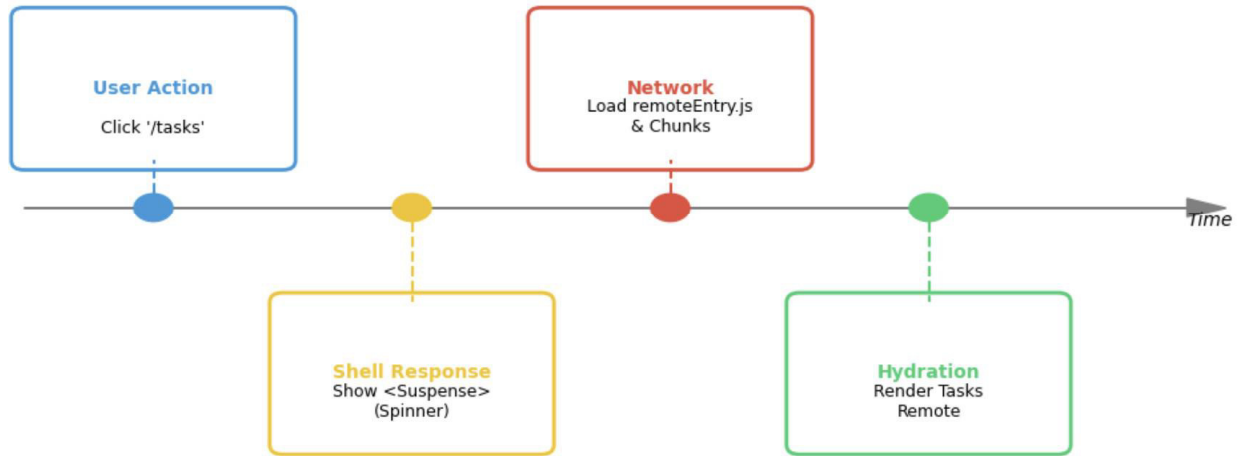 User Action
Click '/tasks'
Network
Load remoteEntry.js
& Chunks
Time
Shell Response
Show <Suspense>
(Spinner)
Hydration
Render Tasks
Remote